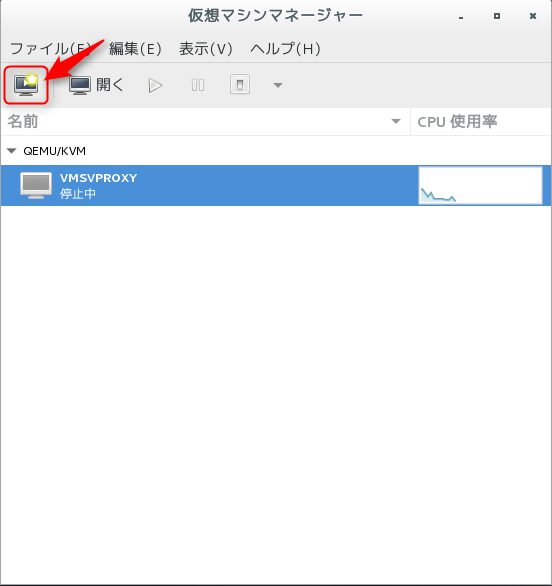 仮想マシンマネージャー
ファイル(F) 編集(E) 表示(V) ヘルプ(H)
開く
名前 CPU 使用率
QEMU/KVM
VMSVPROXY
停止中